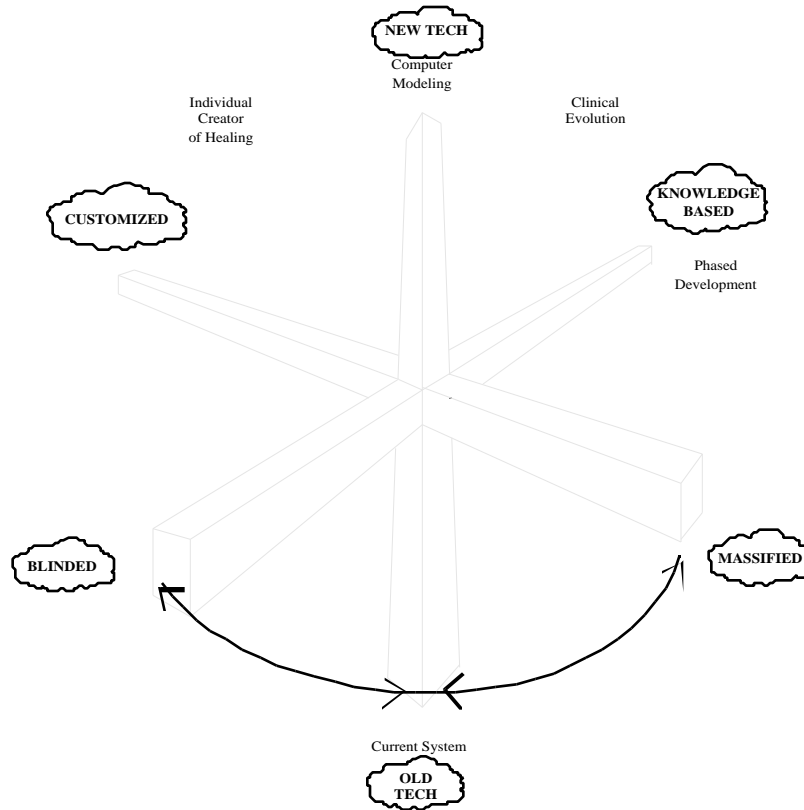 NEW TECH
Computer
Modeling
Individual
Creator
of Healing
Clinical
Evolution
CUSTOMIZED
KNOWLEDGE
BASED
Phased
Development
BLINDED
MASSIFIED
Current System
OLD
TECH